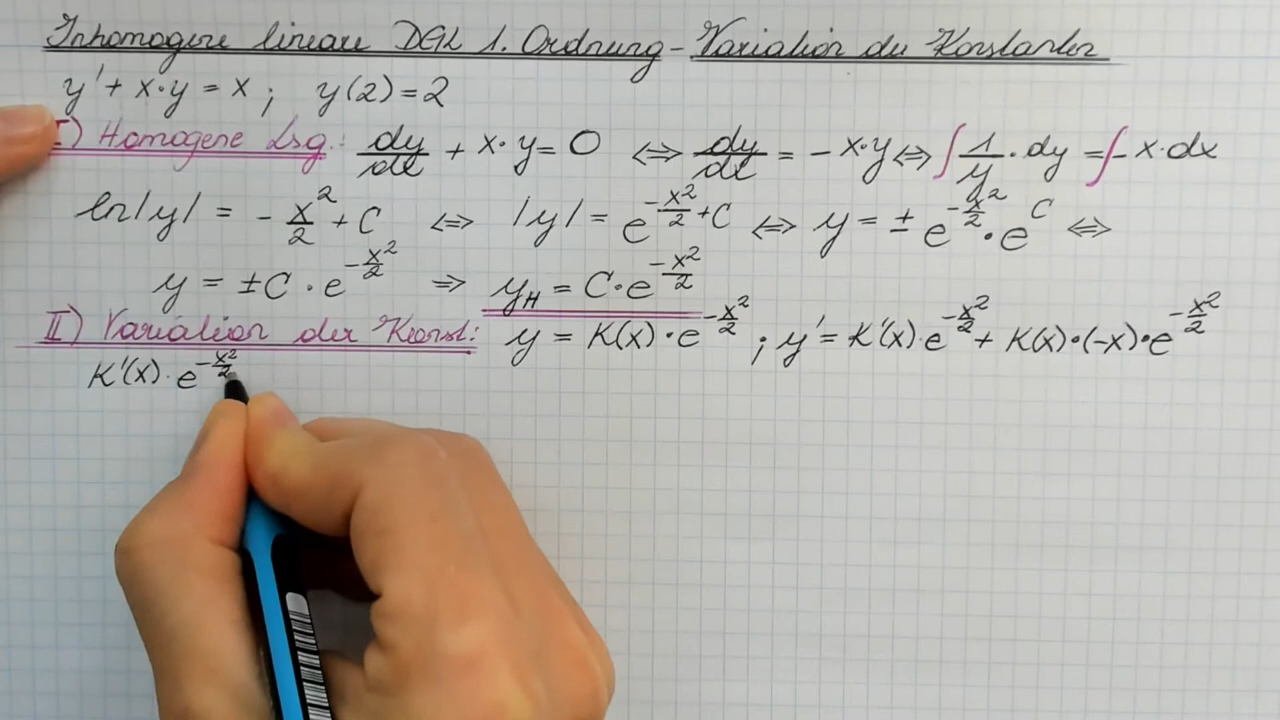 Inhomogene lineare DGL 1. Ordnung - Variation der Konstanten
y' + x·y = x ; y(2) = 2
I) Homogene Lsg.: dy/dx + x·y = 0 ⇔ dy/dx = -x·y ⇔ ∫ 1/y · dy = ∫ -x·dx
ln|y| = -x²/2 + C ⇔ |y| = e^(-x²/2 + C) ⇔ y = ± e^(-x²/2) · e^C ⇔
y = ±C · e^(-x²/2) ⇒ y_H = C·e^(-x²/2)
II) Variation der Konst.: y = K(x)·e^(-x²/2) ; y' = K'(x)·e^(-x²/2) + K(x)·(-x)·e^(-x²/2)
K'(x)·e^(-x²/2)